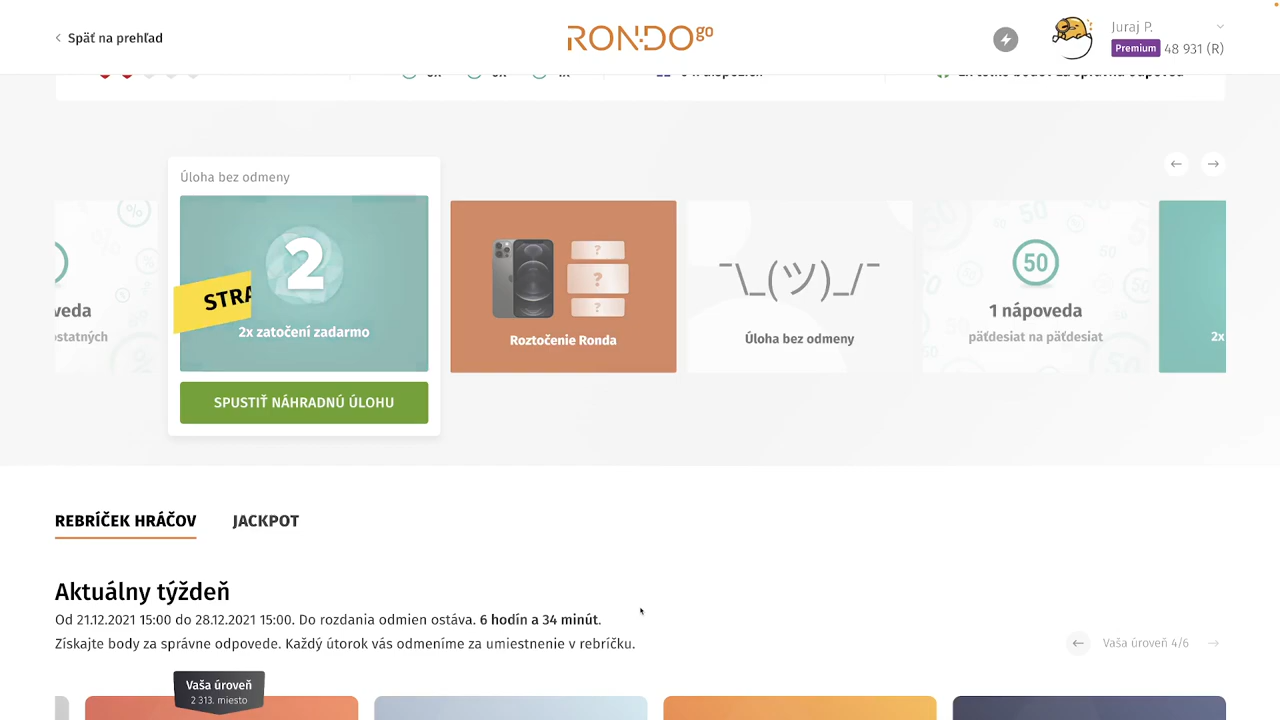 Späť na prehľad
RONDO go
Juraj P.
Premium 48 931 (R)
Úloha bez odmeny
2
STRA
2x zatočení zadarmo
SPUSTIŤ NÁHRADNÚ ÚLOHU
?
?
?
Roztočenie Ronda
¯\_(ツ)_/¯
Úloha bez odmeny
50
1 nápoveda
päťdesiat na päťdesiat
2x
REBRÍČEK HRÁČOV
JACKPOT
Aktuálny týždeň
Od 21.12.2021 15:00 do 28.12.2021 15:00. Do rozdania odmien ostáva. 6 hodín a 34 minút.
Získajte body za správne odpovede. Každý útorok vás odmeníme za umiestnenie v rebríčku.
Vaša úroveň 4/6
Vaša úroveň
2 313. miesto